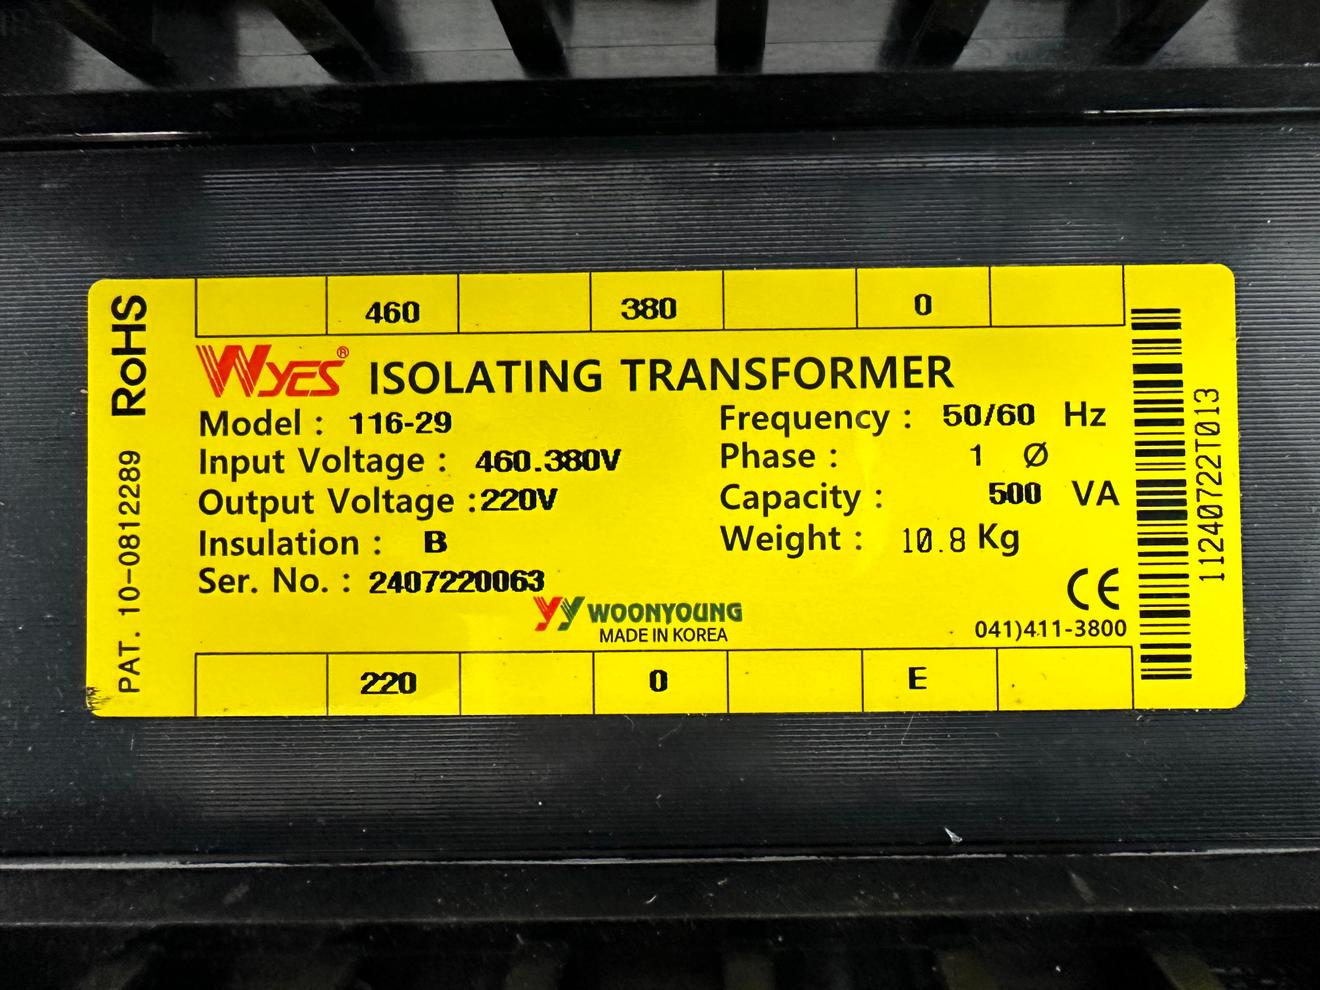 460 380 0
RoHS
PAT. 10-0812289
WYES® ISOLATING TRANSFORMER
Model : 116-29
Input Voltage : 460.380V
Output Voltage :220V
Insulation : B
Ser. No. : 2407220063
Frequency : 50/60 Hz
Phase : 1 Ø
Capacity : 500 VA
Weight : 10.8 Kg
CE
YY WOONYOUNG
MADE IN KOREA
041)411-3800
11240722T013
220 0 E